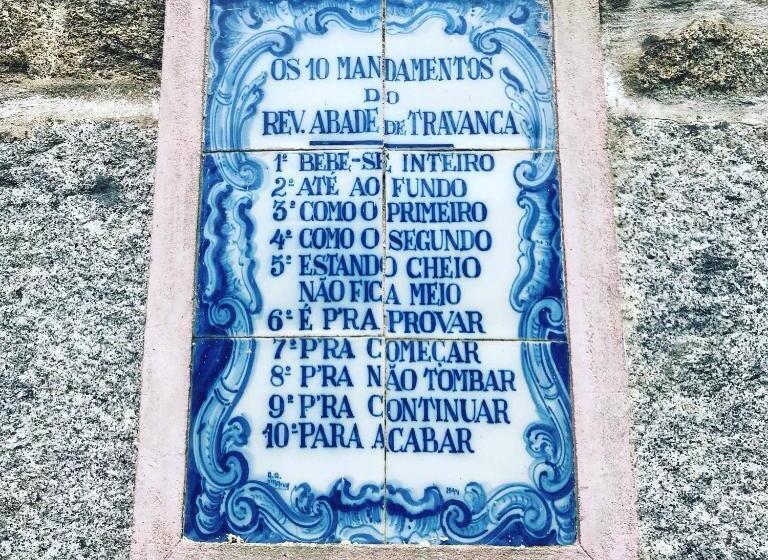 OS 10 MANDAMENTOS
DO
REV. ABADE DE TRAVANCA
1º BEBE-SE INTEIRO
2º ATÉ AO FUNDO
3º COMO O PRIMEIRO
4º COMO O SEGUNDO
5º ESTANDO CHEIO
NÃO FICA MEIO
6º É P'RA PROVAR
7º P'RA COMEÇAR
8º P'RA NÃO TOMBAR
9º P'RA CONTINUAR
10º PARA ACABAR